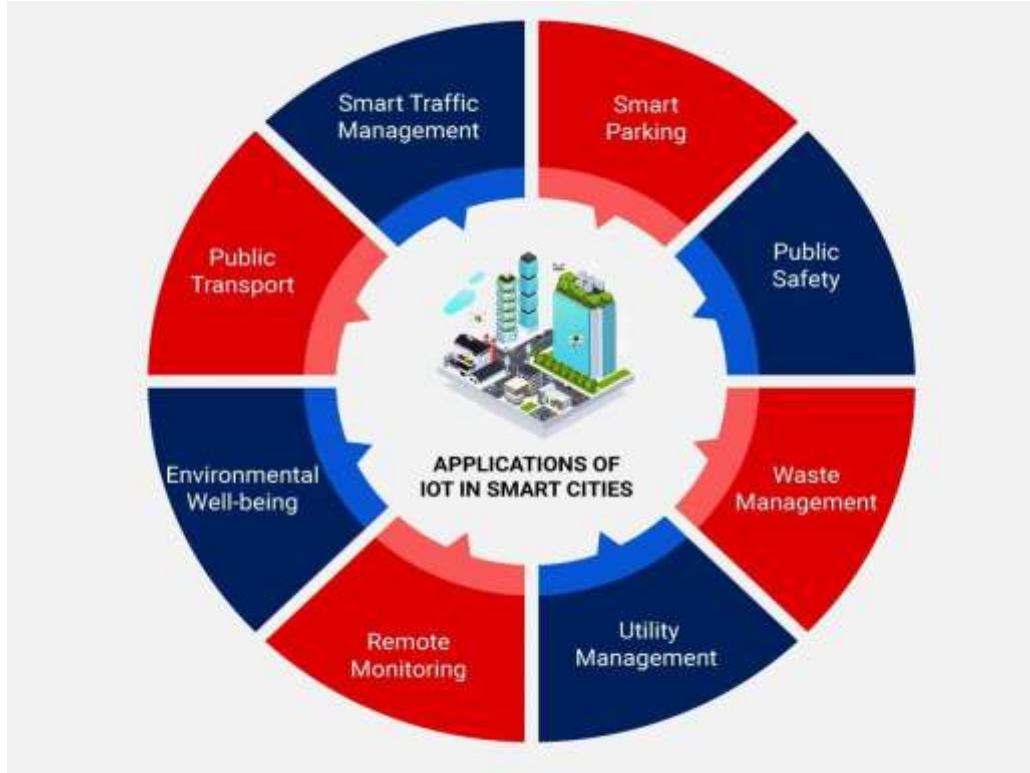 Smart Traffic
Management
Smart
Parking
Public
Safety
Waste
Management
Utility
Management
Remote
Monitoring
Environmental
Well-being
Public
Transport
APPLICATIONS OF
IOT IN SMART CITIES